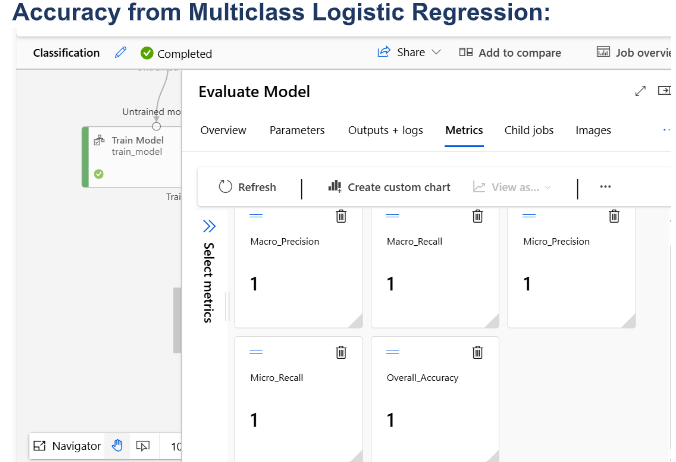 Accuracy from Multiclass Logistic Regression:
Classification
Completed
Share
Add to compare
Job overvie
Untrained mo
Train Model
train_model
Trai
Evaluate Model
Overview Parameters Outputs + logs Metrics Child jobs Images
Refresh
Create custom chart
View as...
Select metrics
Macro_Precision
1
Macro_Recall
1
Micro_Precision
1
Micro_Recall
1
Overall_Accuracy
1
Navigator
10